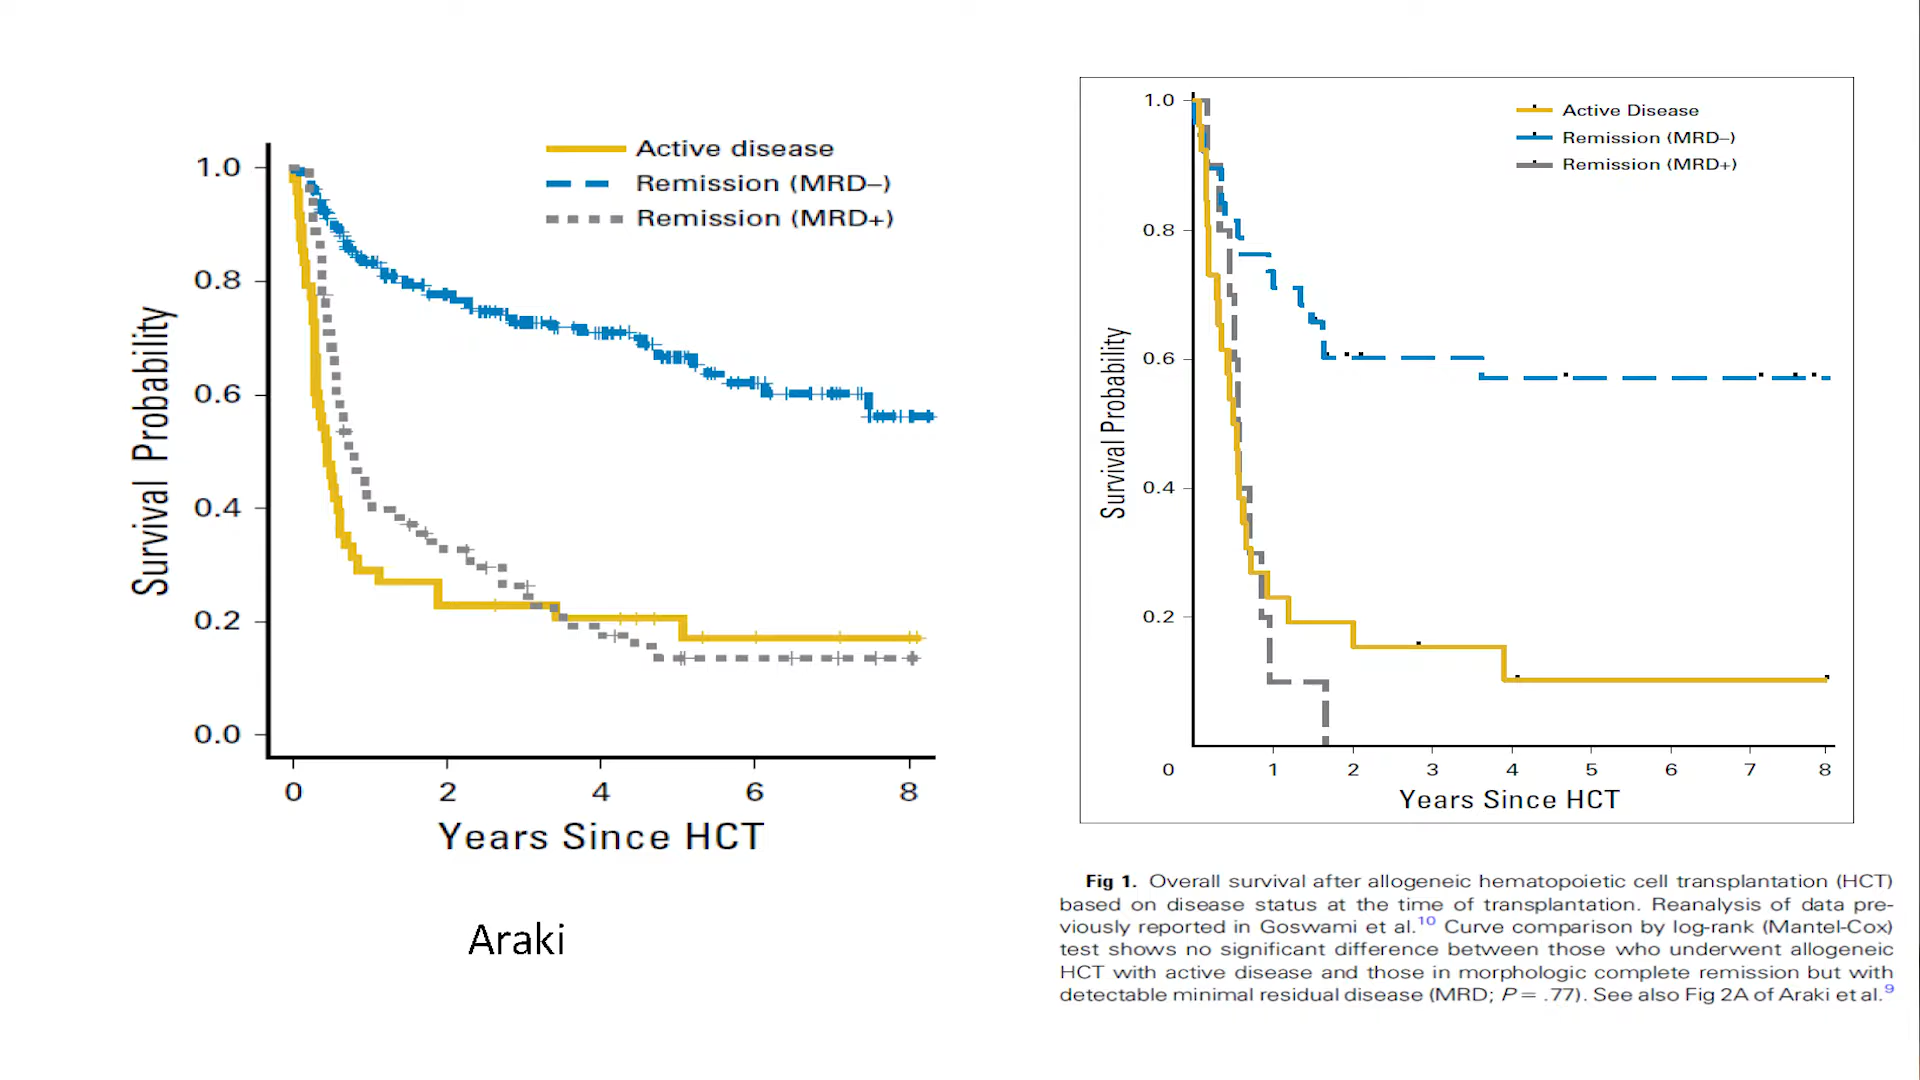 Active disease
Remission (MRD–)
Remission (MRD+)
1.0
0.8
0.6
0.4
0.2
0.0
Survival Probability
0 2 4 6 8
Years Since HCT
Araki
Active Disease
Remission (MRD–)
Remission (MRD+)
1.0
0.8
0.6
0.4
0.2
Survival Probability
0 1 2 3 4 5 6 7 8
Years Since HCT
Fig 1. Overall survival after allogeneic hematopoietic cell transplantation (HCT)
based on disease status at the time of transplantation. Reanalysis of data pre-
viously reported in Goswami et al.10 Curve comparison by log-rank (Mantel-Cox)
test shows no significant difference between those who underwent allogeneic
HCT with active disease and those in morphologic complete remission but with
detectable minimal residual disease (MRD; P = .77). See also Fig 2A of Araki et al.9